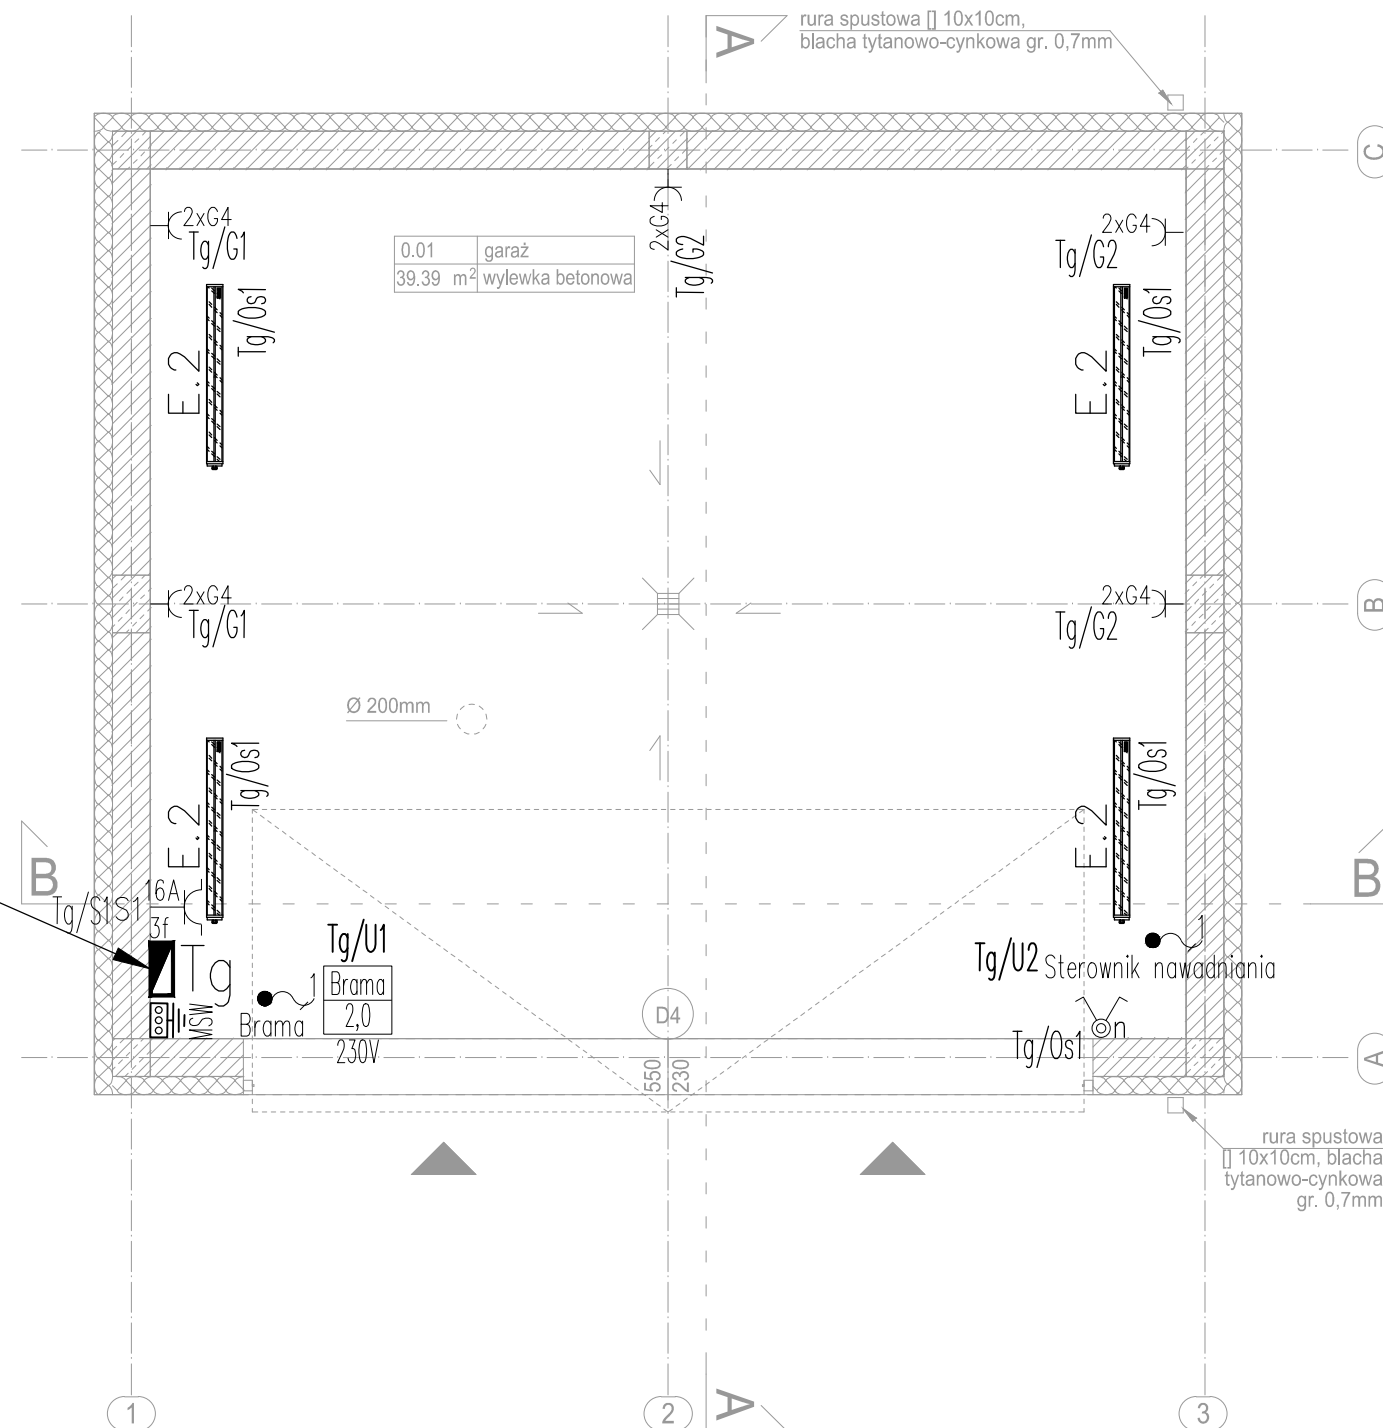 rura spustowa [] 10x10cm,
blacha tytanowo-cynkowa gr. 0,7mm
A
C
2xG4
Tg/G1
0.01 garaż
39.39 m² wylewka betonowa
2xG4
Tg/G2
2xG4
Tg/G2
E.2
Tg/Os1
E.2
Tg/Os1
2xG4
Tg/G1
2xG4
Tg/G2
B
Ø 200mm
E.2
Tg/Os1
E.2
Tg/Os1
B
B
Tg/S1 S1
16A
3f
Tg
MSW
1
Brama
Tg/U1
Brama
2,0
230V
D4
550
230
Tg/U2
1
Sterownik nawadniania
n
Tg/Os1
A
rura spustowa
[] 10x10cm, blacha
tytanowo-cynkowa
gr. 0,7mm
1
2
A
3